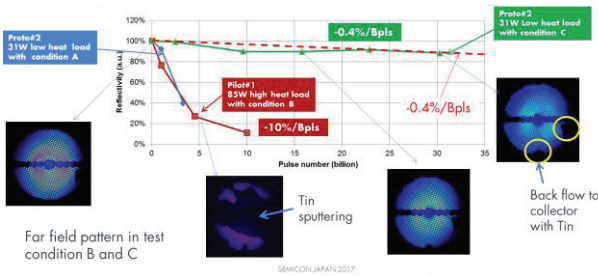 Proto#2
31W low heat load
with condition A
-0.4%/Bpls
Proto#2
31W Low heat load
with condition C
Reflectivity (a.u.)
120%
100%
80%
60%
40%
20%
0%
Pilot#1
85W high heat load
with condition B
-10%/Bpls
-0.4%/Bpls
0
5
10
15
20
25
30
35
Pulse number (billion)
Tin
sputtering
Back flow to
collector
with Tin
Far field pattern in test
condition B and C
SEMICON JAPAN 2017